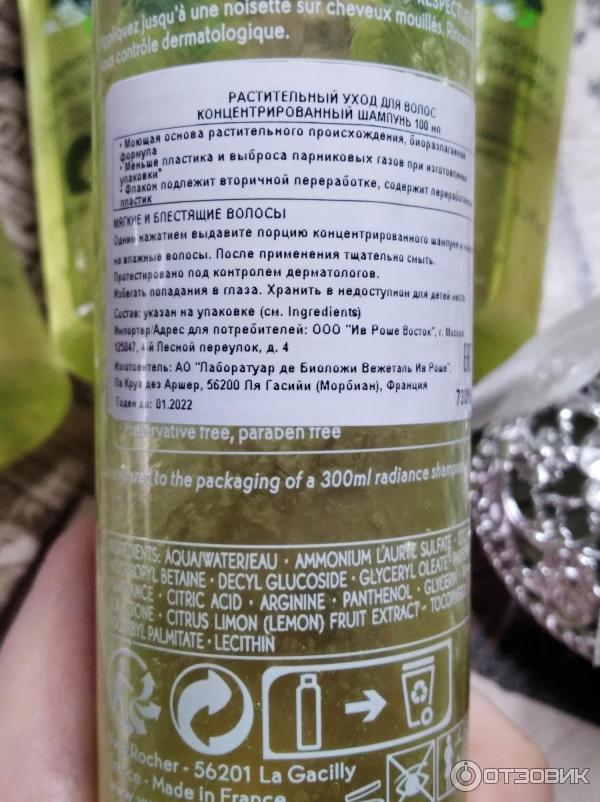 Appliquez jusqu'à une noisette sur cheveux mouillés. Rincez
sous contrôle dermatologique.
RESPECTU
РАСТИТЕЛЬНЫЙ УХОД ДЛЯ ВОЛОС
КОНЦЕНТРИРОВАННЫЙ ШАМПУНЬ 100 мл
• Моющая основа растительного происхождения, биоразлагаемая
формула
• Меньше пластика и выброса парниковых газов при изготовлении
упаковки*
• Флакон подлежит вторичной переработке, содержит переработанный
пластик
МЯГКИЕ И БЛЕСТЯЩИЕ ВОЛОСЫ
Одним нажатием выдавите порцию концентрированного шампуня и
на влажные волосы. После применения тщательно смыть.
Протестировано под контролем дерматологов.
Избегать попадания в глаза. Хранить в недоступном для детей месте
Состав: указан на упаковке (см. Ingredients)
Импортер/Адрес для потребителей: ООО "Ив Роше Восток", г. Москва,
125047, 4-й Лесной переулок, д. 4
Изготовитель: АО "Лаборатуар де Биоложи Вежеталь Ив Роше",
Ла Круа дез Аршер, 56200 Ля Гасийи (Морбиан), Франция
Годен до: 01.2022
EAC
Preservative free, paraben free
to the packaging of a 300ml radiance shampoo
INGREDIENTS: AQUA/WATER/EAU • AMMONIUM LAURYL SULFATE •
BETAINE • DECYL GLUCOSIDE • GLYCERYL OLEATE •
• CITRIC ACID • ARGININE • PANTHENOL • GLYCERIN
• CITRUS LIMON (LEMON) FRUIT EXTRACT •
PALMITATE • LECITHIN
Rocher - 56201 La Gacilly
- Made in France
ОТЗОВИК